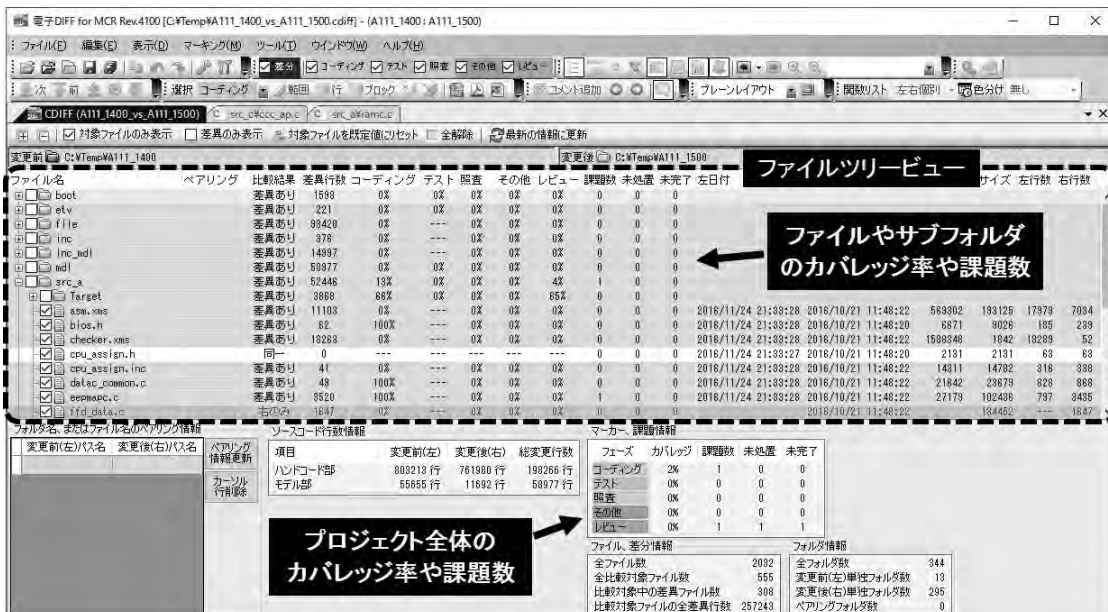 電子DIFF for MCR Rev.4100 [C:¥Temp¥A111_1400_vs_A111_1500.cdiff] - (A111_1400 : A111_1500)
ファイル(F) 編集(E) 表示(D) マーキング(M) ツール(T) ウインドウ(W) ヘルプ(H)
差分 コーディング テスト 照査 その他 レビュー
次 前 選択 コーディング 範囲 行 ブロック コメント追加 プレーンレイアウト 関数リスト 左右個別 色分け 無し
CDIFF (A111_1400_vs_A111_1500) src_c¥ccc_ap.c src_a¥ramc.c
対象ファイルのみ表示 差異のみ表示 対象ファイルを既定値にリセット 全解除 最新の情報に更新
変更前 C:¥Temp¥A111_1400 変更後 C:¥Temp¥A111_1500
ファイルツリービュー
ファイル名 ペアリング 比較結果 差異行数 コーディング テスト 照査 その他 レビュー 課題数 未処置 未完了 左日付 サイズ 左行数 右行数
boot 差異あり 1598 0% 0% 0% 0% 0% 0 0 0
etv 差異あり 221 0% 0% 0% 0% 0% 0 0 0
file 差異あり 93420 0% --- 0% 0% 0% 0 0 0
inc 差異あり 378 0% --- 0% 0% 0% 0 0 0
inc_mdl 差異あり 14997 0% --- 0% 0% 0% 0 0 0
mdl 差異あり 58977 0% 0% 0% 0% 0% 0 0 0
src_a 差異あり 52446 13% 0% 0% 0% 4% 1 0 0
Target 差異あり 3868 66% 0% 0% 0% 85% 0 0 0
asm.xms 差異あり 11103 0% --- 0% 0% 0% 0 0 0 2016/11/24 21:33:28 2016/10/21 11:48:22 569302 193125 17979 7034
bios.h 差異あり 62 100% --- 0% 0% 0% 0 0 0 2016/11/24 21:33:28 2016/10/21 11:48:20 6871 9026 185 239
checker.xms 差異あり 18263 0% --- 0% 0% 0% 0 0 0 2016/11/24 21:33:28 2016/10/21 11:48:22 1842 52
cpu_assign.h 同一 0 --- --- --- --- --- 0 0 0 2016/11/24 21:33:27 2016/10/21 11:48:20 2131 2131 63 63
cpu_assign.inc 差異あり 41 0% --- 0% 0% 0% 0 0 0 2016/11/24 21:33:28 2016/10/21 11:48:22 14782 338
datac_common.c 差異あり 49 100% --- 0% 0% 0% 0 0 0 2016/11/24 21:33:28 2016/10/21 11:48:22 23679 868
eepmapc.c 差異あり 3520 100% --- 0% 0% 0% 1 0 0 2016/11/24 21:33:28 2016/10/21 11:48:22 27179 102436 797 3435
ffd_data.c 右のみ 1647 0% --- 0% 0% 0% 0 0 0 2016/10/21 11:48:22 --- 1647
ファイルやサブフォルダ
のカバレッジ率や課題数
フォルダ名、またはファイル名のペアリング情報
変更前(左)パス名 変更後(右)パス名
ペアリング
情報更新
カーソル
行削除
ソースコード行数情報
項目 変更前(左) 変更後(右) 総変更行数
ハンドコード部 803213 行 761980 行 198266 行
モデル部 55655 行 11692 行 58977 行
マーカー、課題情報
フェーズ カバレッジ 課題数 未処置 未完了
コーディング 2% 1 0 0
テスト 0% 0 0 0
照査 0% 0 0 0
その他 0% 0 0 0
レビュー 0% 1 1 1
プロジェクト全体の
カバレッジ率や課題数
ファイル、差分情報
全ファイル数 2032
全比較対象ファイル数 555
比較対象中の差異ファイル数 308
比較対象ファイルの全差異行数 257243
フォルダ情報
全フォルダ数 344
変更前(左)単独フォルダ数 13
変更後(右)単独フォルダ数 295
ペアリングフォルダ数 0